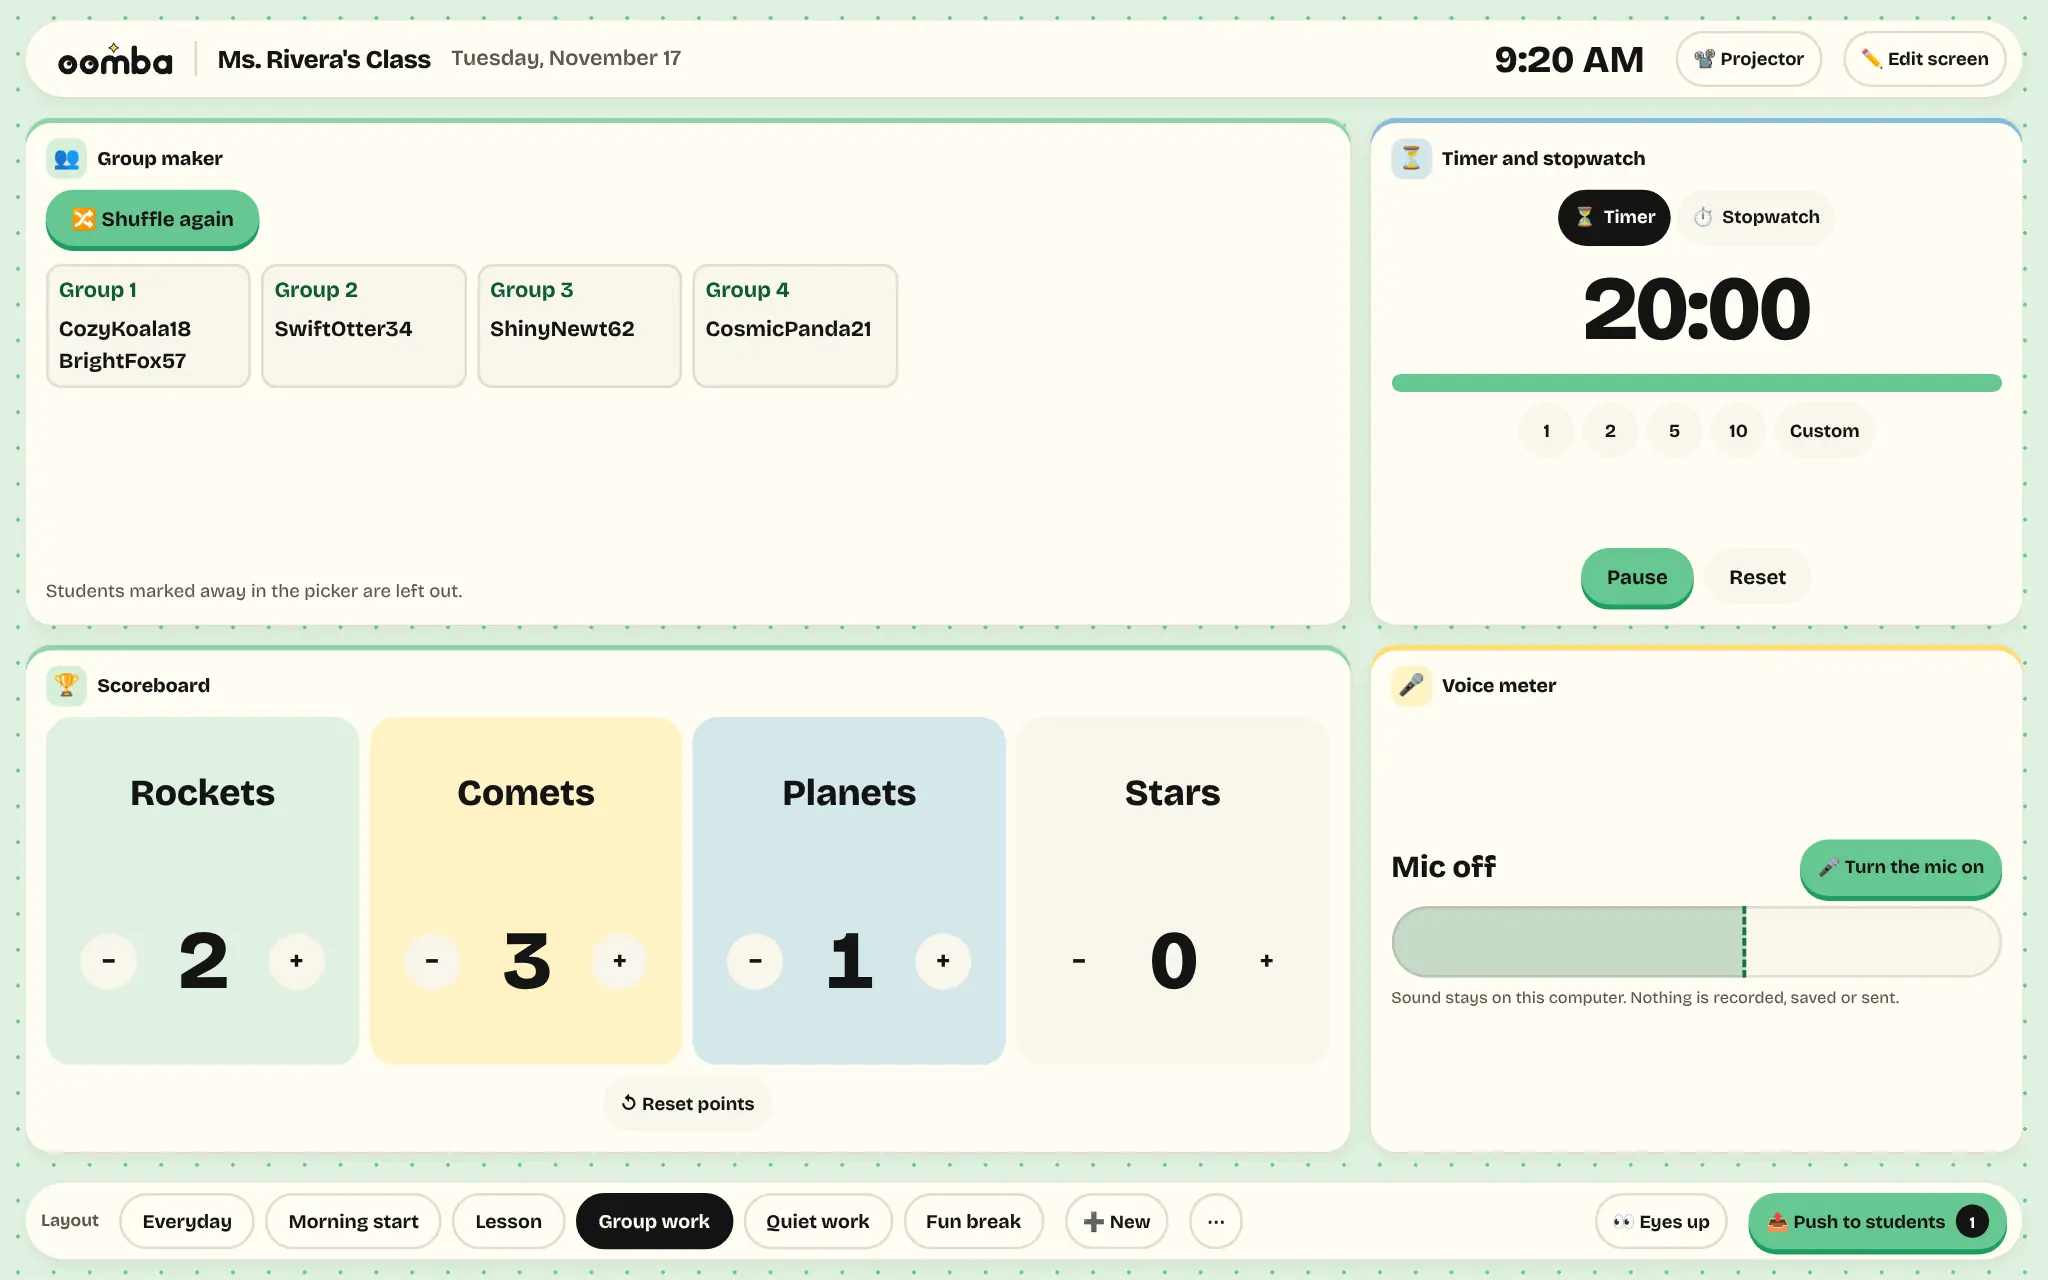 oomba
Ms. Rivera's Class
Tuesday, November 17
9:20 AM
Projector
Edit screen
Group maker
Shuffle again
Group 1
CozyKoala18
BrightFox57
Group 2
SwiftOtter34
Group 3
ShinyNewt62
Group 4
CosmicPanda21
Students marked away in the picker are left out.
Timer and stopwatch
Timer
Stopwatch
20:00
1
2
5
10
Custom
Pause
Reset
Scoreboard
Rockets
- 2 +
Comets
- 3 +
Planets
- 1 +
Stars
- 0 +
Reset points
Voice meter
Mic off
Turn the mic on
Sound stays on this computer. Nothing is recorded, saved or sent.
Layout
Everyday
Morning start
Lesson
Group work
Quiet work
Fun break
New
...
Eyes up
Push to students 1